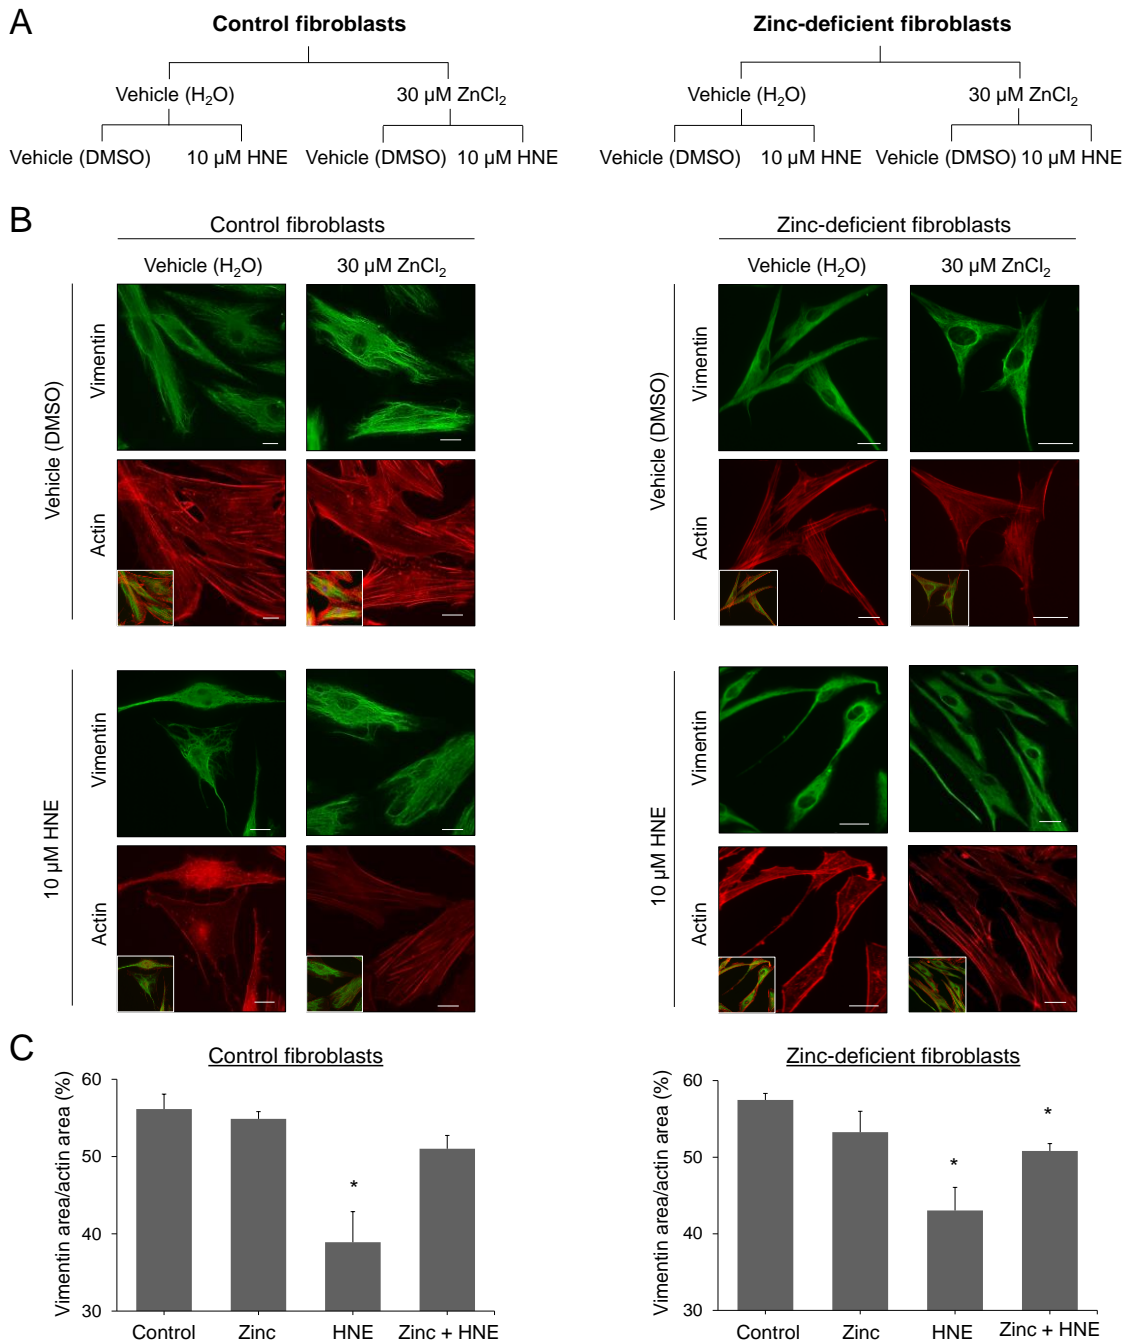 A
Control fibroblasts
Zinc-deficient fibroblasts
Vehicle (H₂O)
30 µM ZnCl₂
Vehicle (H₂O)
30 µM ZnCl₂
Vehicle (DMSO)
10 µM HNE
Vehicle (DMSO)
10 µM HNE
Vehicle (DMSO)
10 µM HNE
Vehicle (DMSO)
10 µM HNE
B
Control fibroblasts
Zinc-deficient fibroblasts
Vehicle (H₂O)
30 µM ZnCl₂
Vehicle (H₂O)
30 µM ZnCl₂
Vehicle (DMSO)
Vimentin
Actin
Vehicle (DMSO)
Vimentin
Actin
10 µM HNE
Vimentin
Actin
10 µM HNE
Vimentin
Actin
C
Control fibroblasts
Vimentin area/actin area (%)
60
50
40
30
*
Control
Zinc
HNE
Zinc + HNE
Zinc-deficient fibroblasts
Vimentin area/actin area (%)
60
50
40
30
*
*
Control
Zinc
HNE
Zinc + HNE